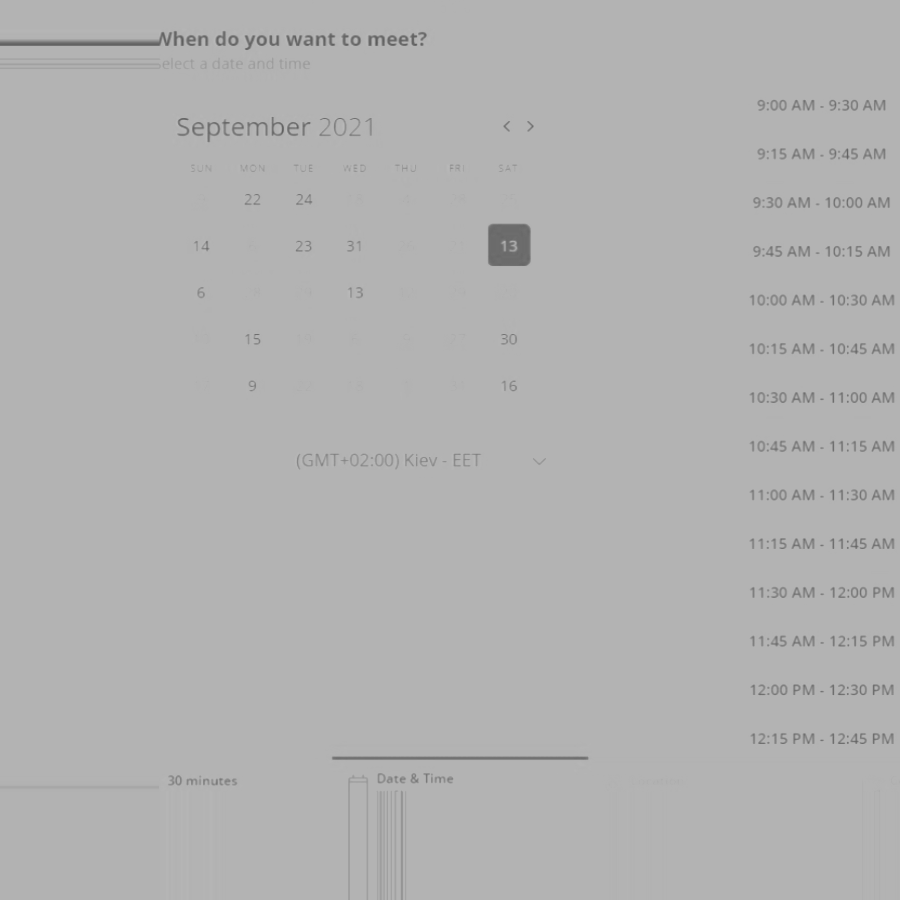 When do you want to meet?
elect a date and time
September 2021
SUN MON TUE WED THU FRI SAT
22 24
14 23 31 13
6 13
15 30
9 16
(GMT+02:00) Kiev - EET
9:00 AM - 9:30 AM
9:15 AM - 9:45 AM
9:30 AM - 10:00 AM
9:45 AM - 10:15 AM
10:00 AM - 10:30 AM
10:15 AM - 10:45 AM
10:30 AM - 11:00 AM
10:45 AM - 11:15 AM
11:00 AM - 11:30 AM
11:15 AM - 11:45 AM
11:30 AM - 12:00 PM
11:45 AM - 12:15 PM
12:00 PM - 12:30 PM
12:15 PM - 12:45 PM
30 minutes
Date & Time